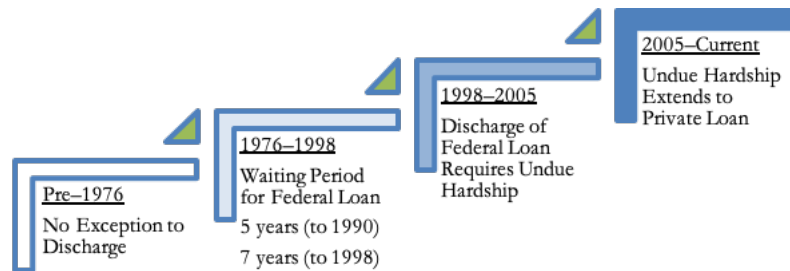 Pre–1976
No Exception to
Discharge
1976–1998
Waiting Period
for Federal Loan
5 years (to 1990)
7 years (to 1998)
1998–2005
Discharge of
Federal Loan
Requires Undue
Hardship
2005–Current
Undue Hardship
Extends to
Private Loan